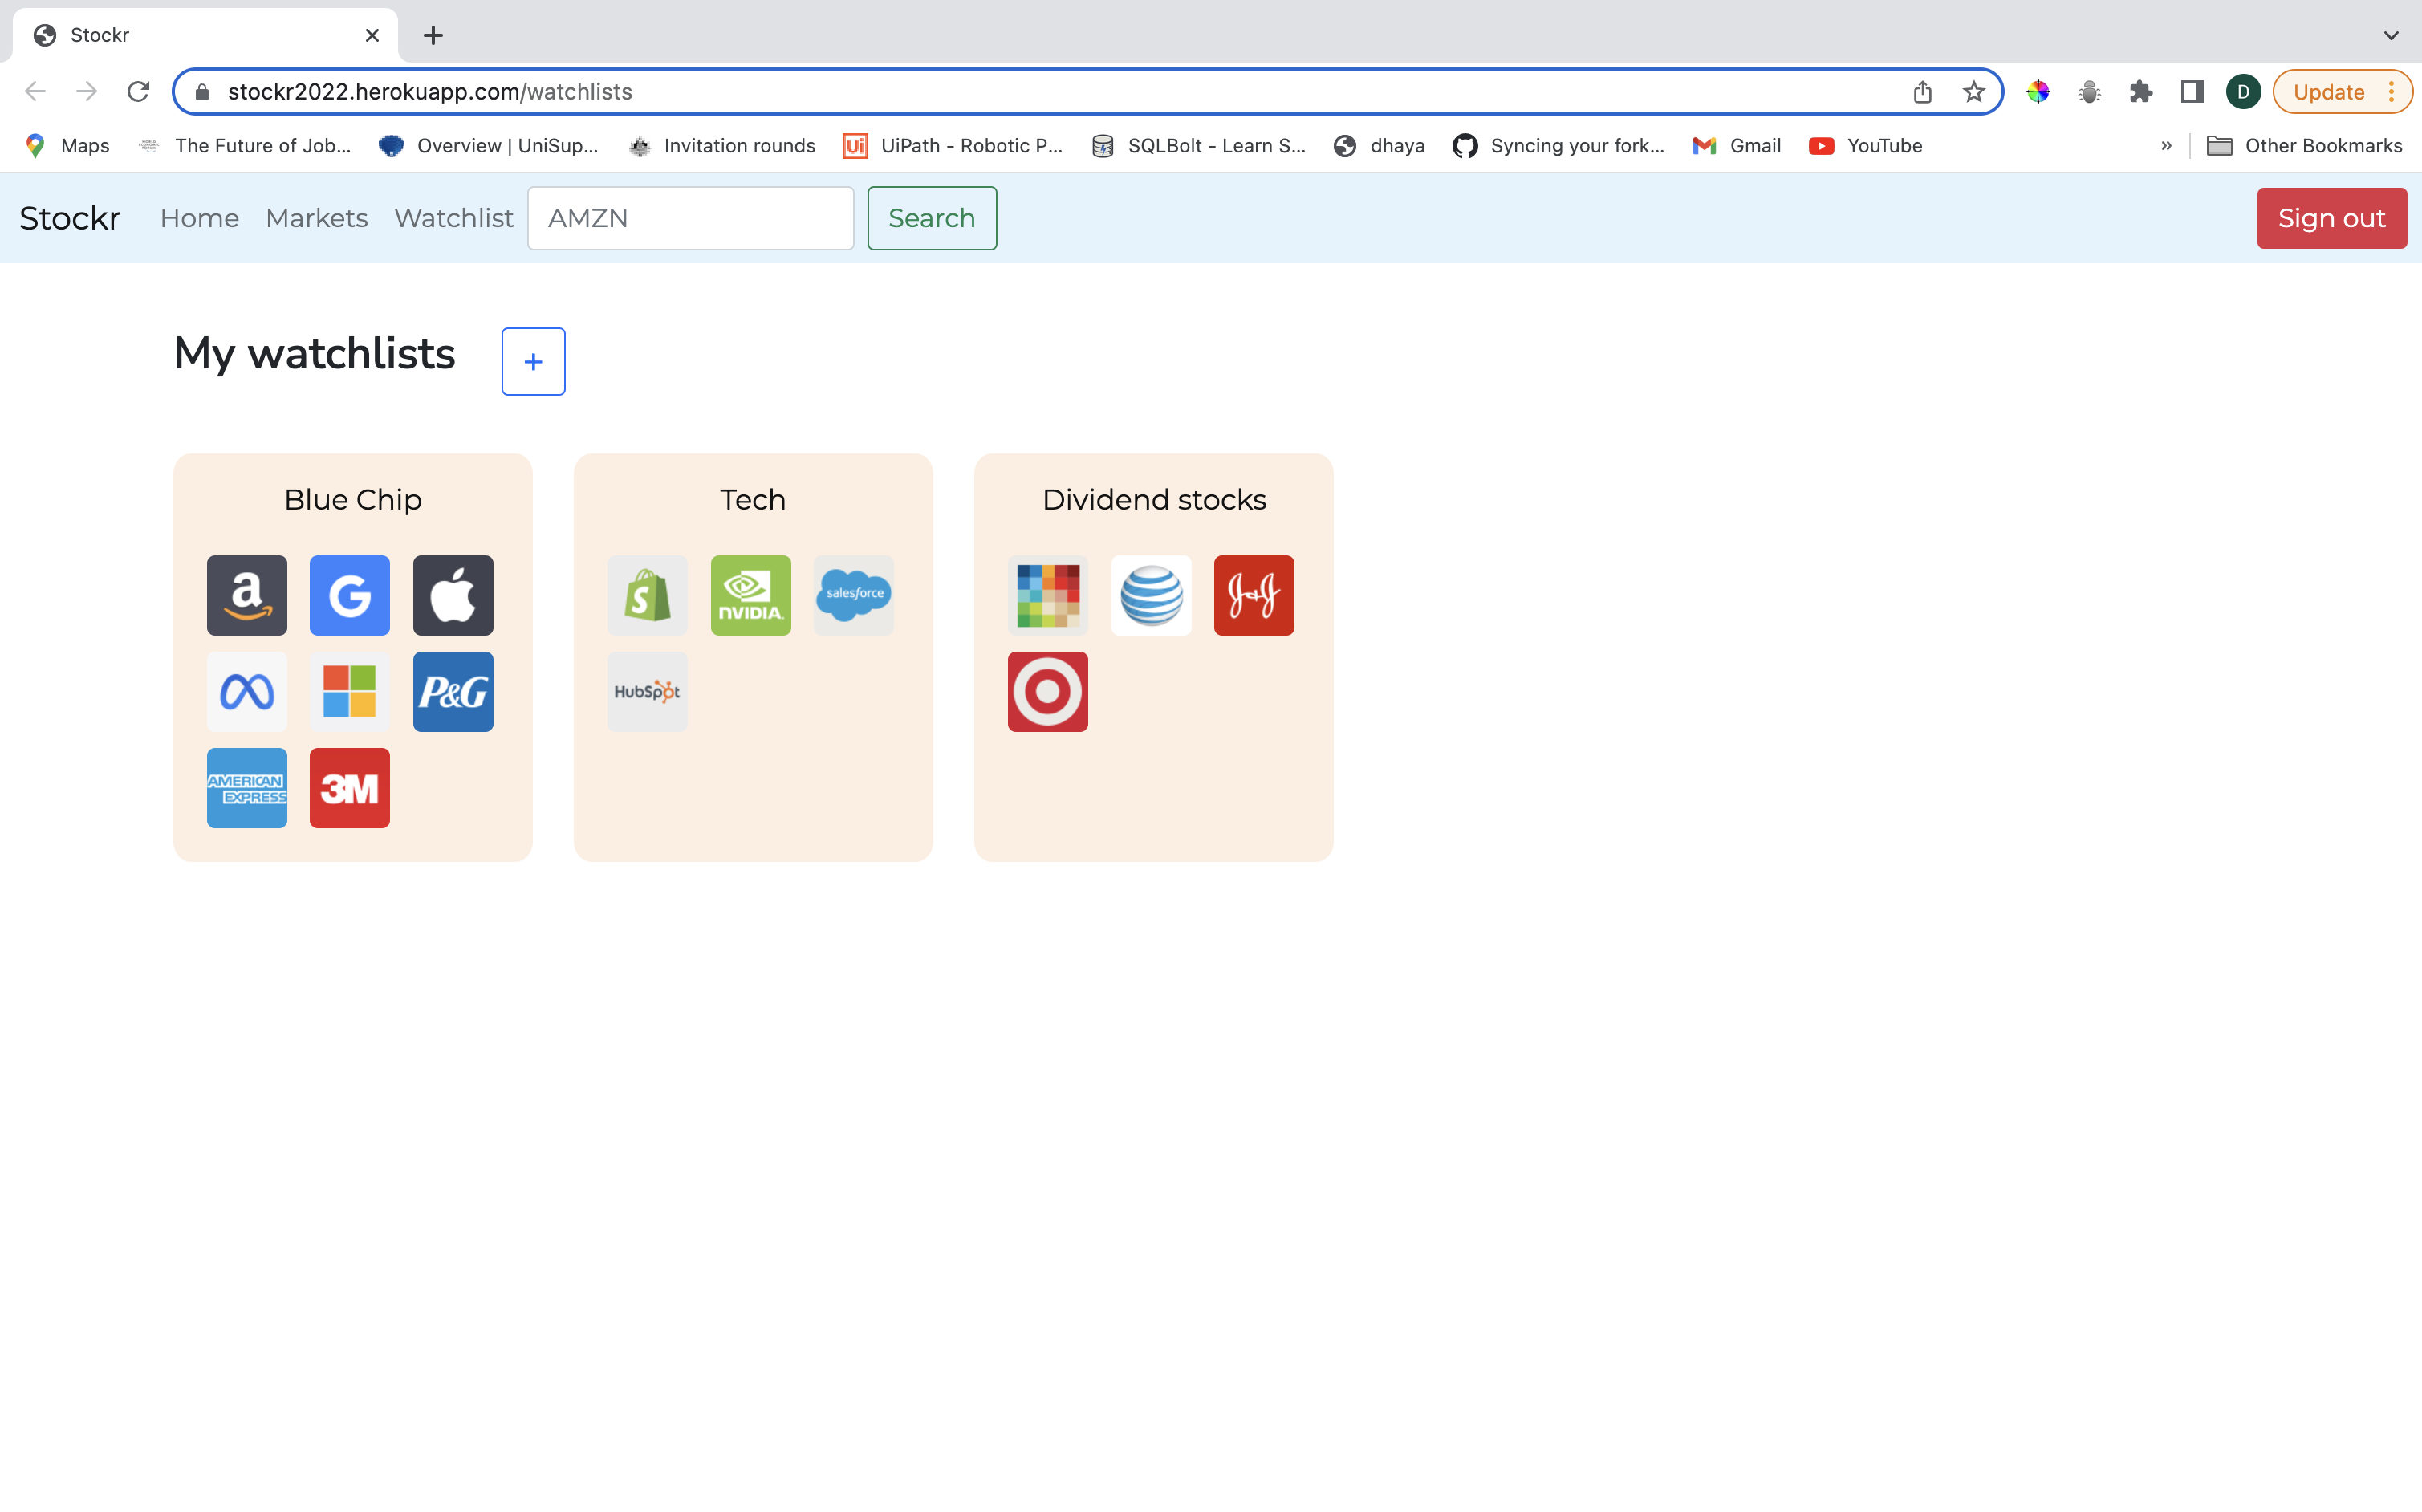 Stockr
stockr2022.herokuapp.com/watchlists
D
Update
Maps
The Future of Job...
Overview | UniSup...
Invitation rounds
Ui
UiPath - Robotic P...
SQLBolt - Learn S...
dhaya
Syncing your fork...
Gmail
YouTube
»
Other Bookmarks
Stockr
Home
Markets
Watchlist
AMZN
Search
Sign out
My watchlists
+
Blue Chip
a
G
P&G
AMERICAN
EXPRESS
3M
Tech
S
NVIDIA.
salesforce
HubSpot
Dividend stocks
J&J